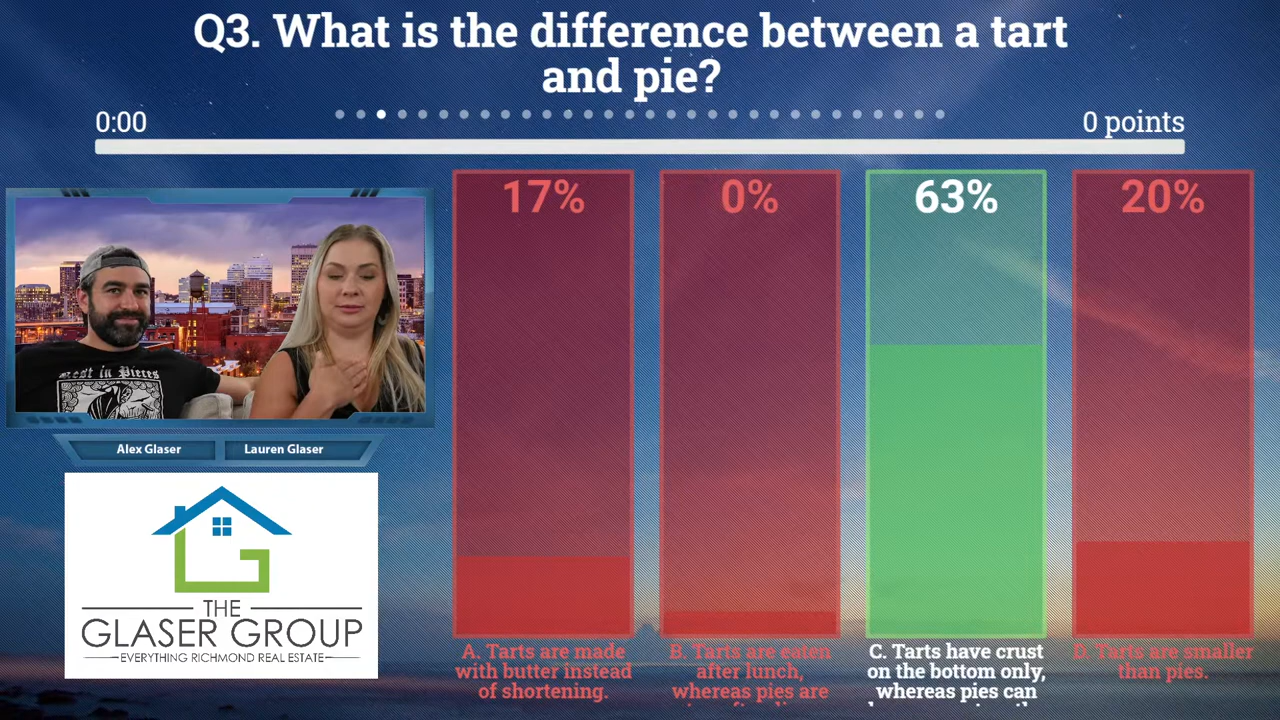 Q3. What is the difference between a tart
and pie?
0:00
0 points
17%
0%
63%
20%
Rest in Pieces
Alex Glaser
Lauren Glaser
THE
GLASER GROUP
EVERYTHING RICHMOND REAL ESTATE
A. Tarts are made
with butter instead
of shortening.
B. Tarts are eaten
after lunch,
whereas pies are
C. Tarts have crust
on the bottom only,
whereas pies can
D. Tarts are smaller
than pies.